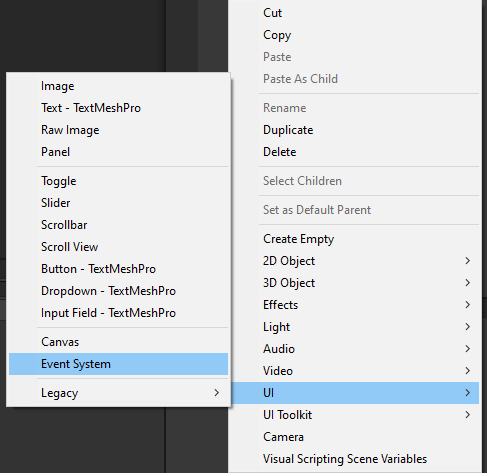 Cut
Copy
Paste
Paste As Child
Rename
Duplicate
Delete
Select Children
Set as Default Parent
Create Empty
2D Object
3D Object
Effects
Light
Audio
Video
UI
UI Toolkit
Camera
Visual Scripting Scene Variables
Image
Text - TextMeshPro
Raw Image
Panel
Toggle
Slider
Scrollbar
Scroll View
Button - TextMeshPro
Dropdown - TextMeshPro
Input Field - TextMeshPro
Canvas
Event System
Legacy